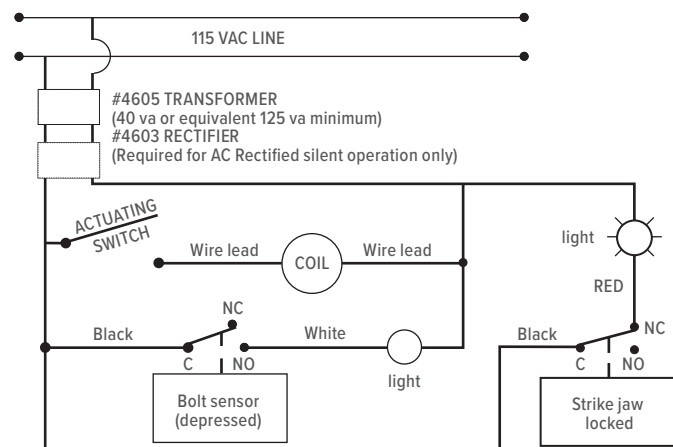 115 VAC LINE
#4605 TRANSFORMER
(40 va or equivalent 125 va minimum)
#4603 RECTIFIER
(Required for AC Rectified silent operation only)
ACTUATING
SWITCH
Wire lead
COIL
Wire lead
light
RED
NC
Black
White
C
NO
light
Black
NC
C
NO
Bolt sensor
(depressed)
Strike jaw
locked